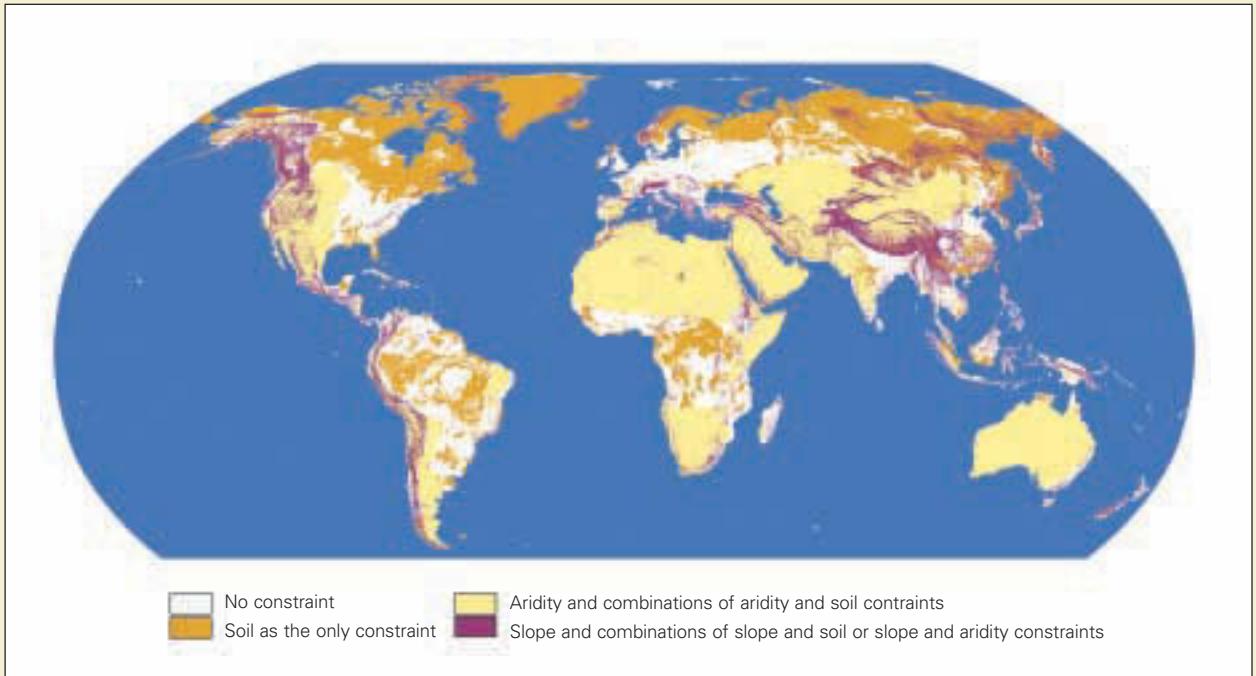 No constraint
Soil as the only constraint
Aridity and combinations of aridity and soil contraints
Slope and combinations of slope and soil or slope and aridity constraints